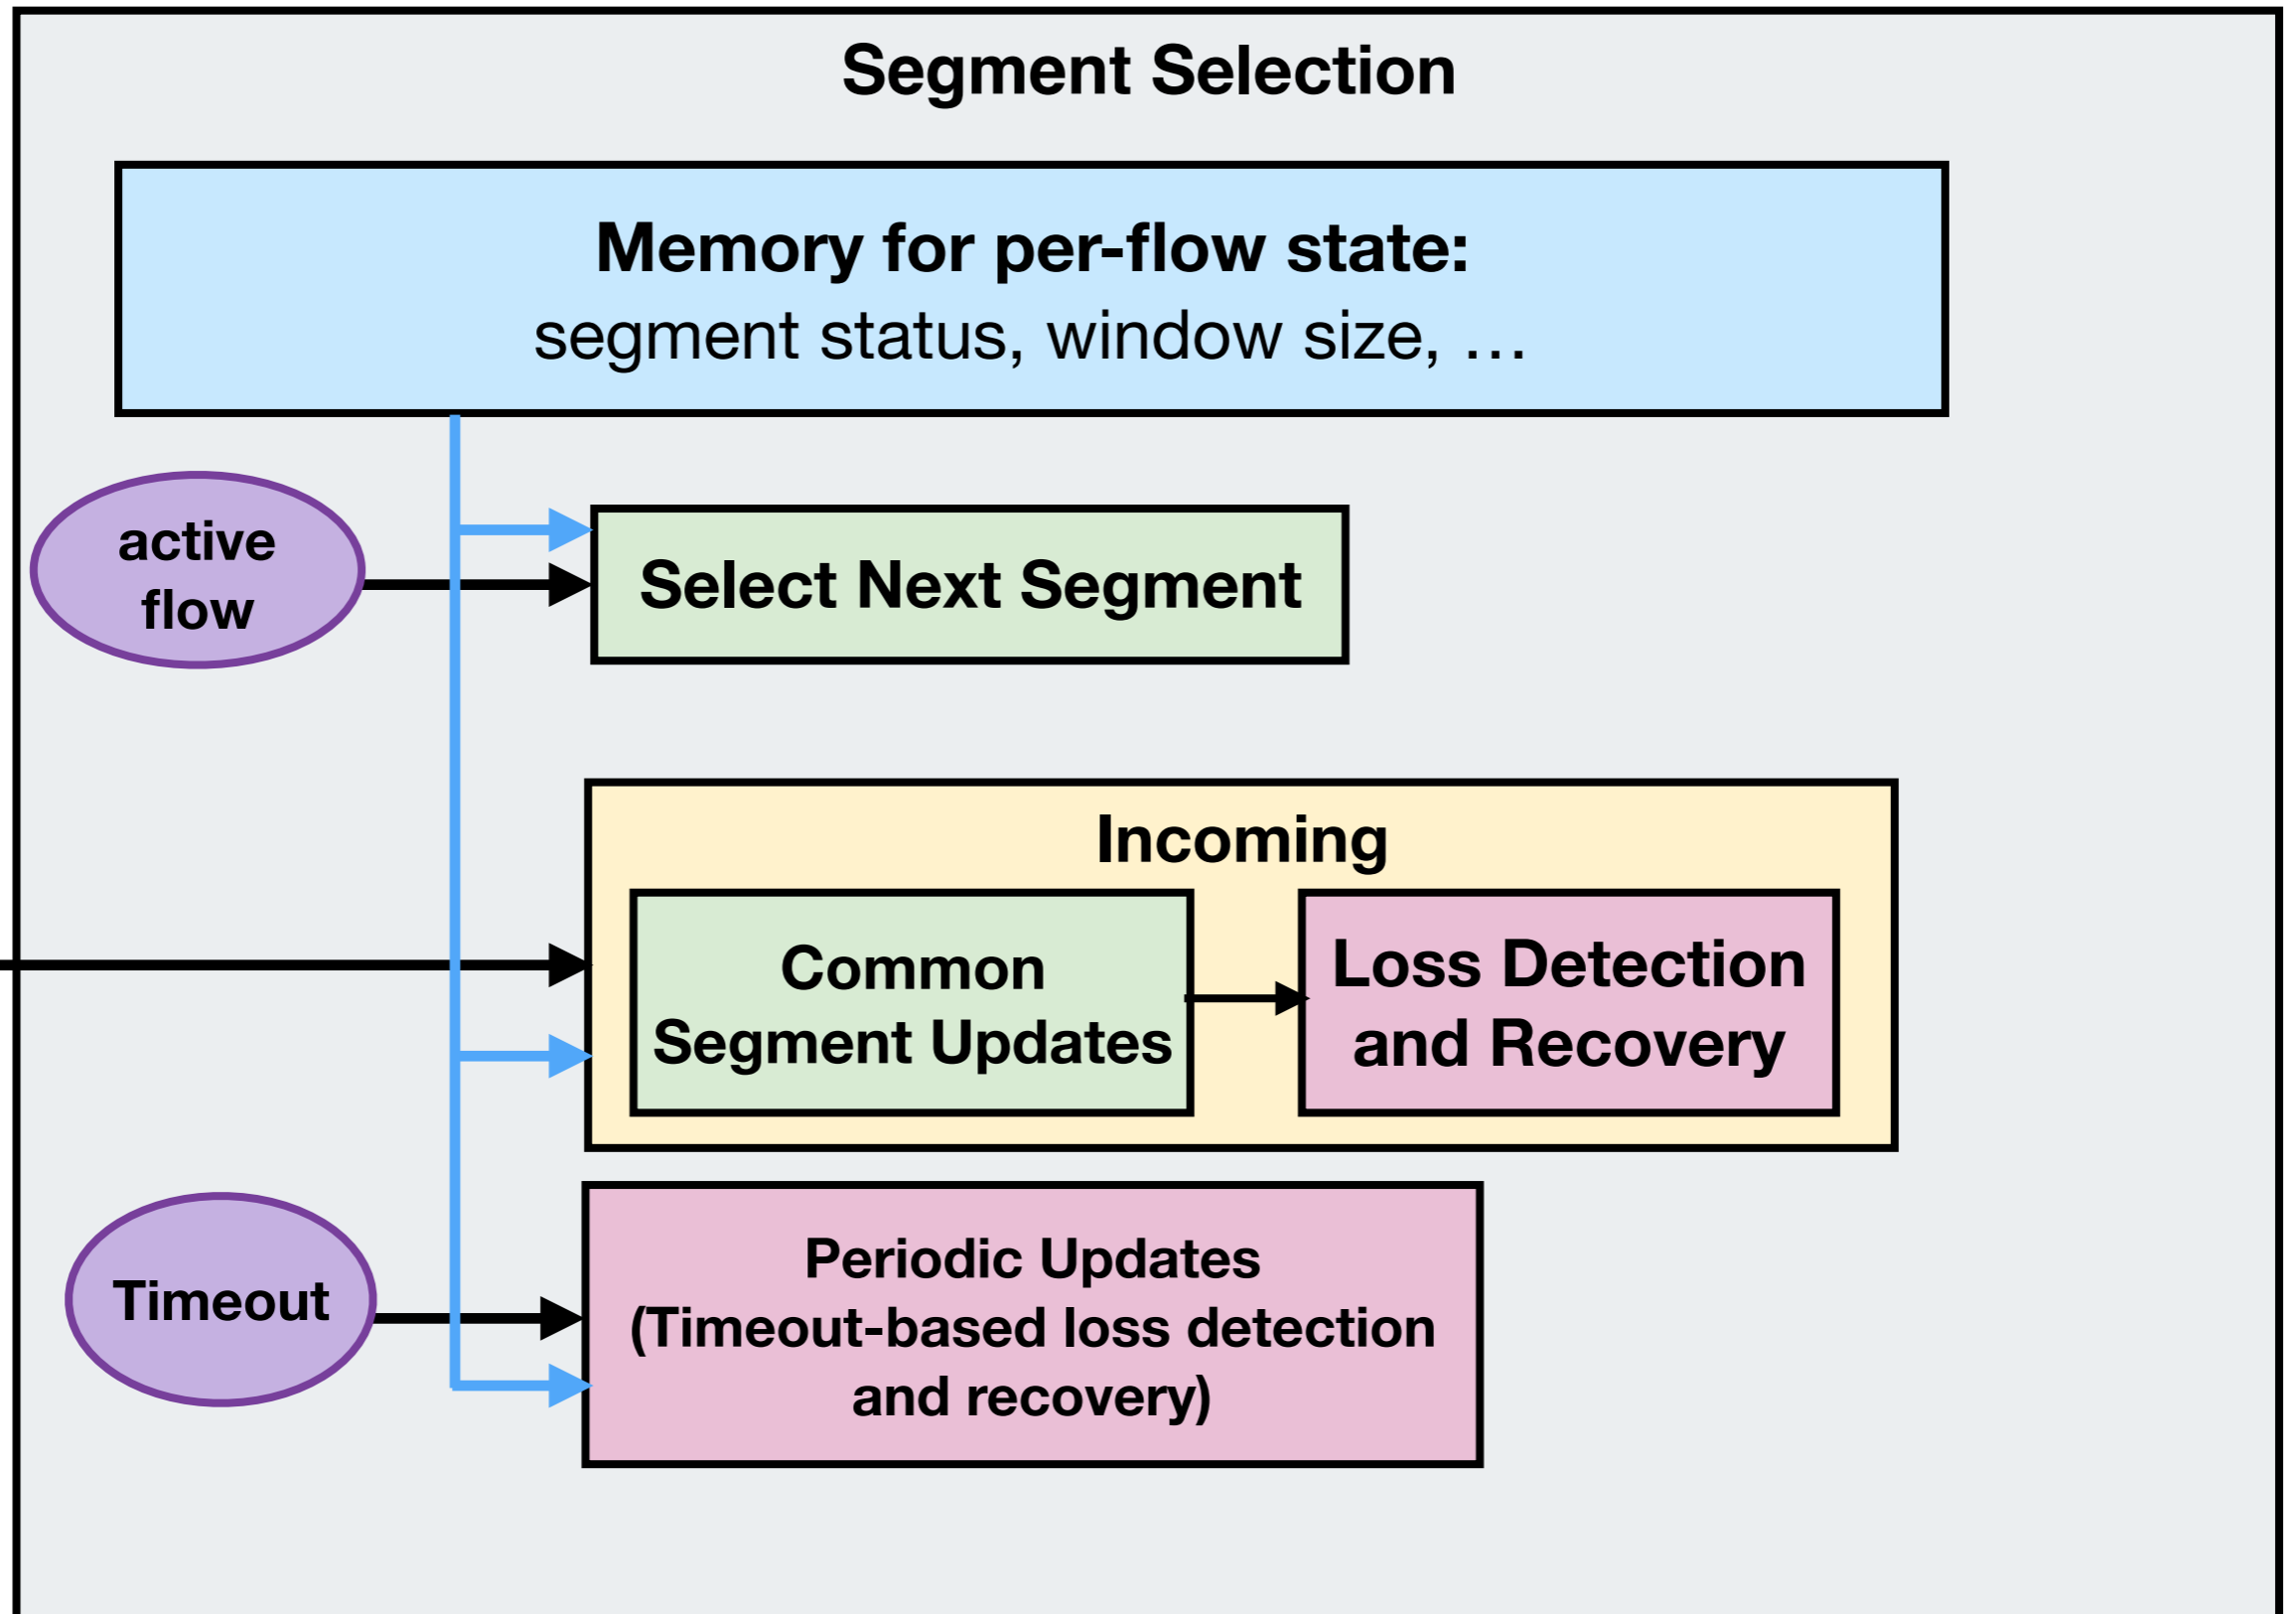 Segment Selection
Memory for per-flow state:
segment status, window size, …
active
flow
Select Next Segment
Incoming
Common
Segment Updates
Loss Detection
and Recovery
Timeout
Periodic Updates
(Timeout-based loss detection
and recovery)